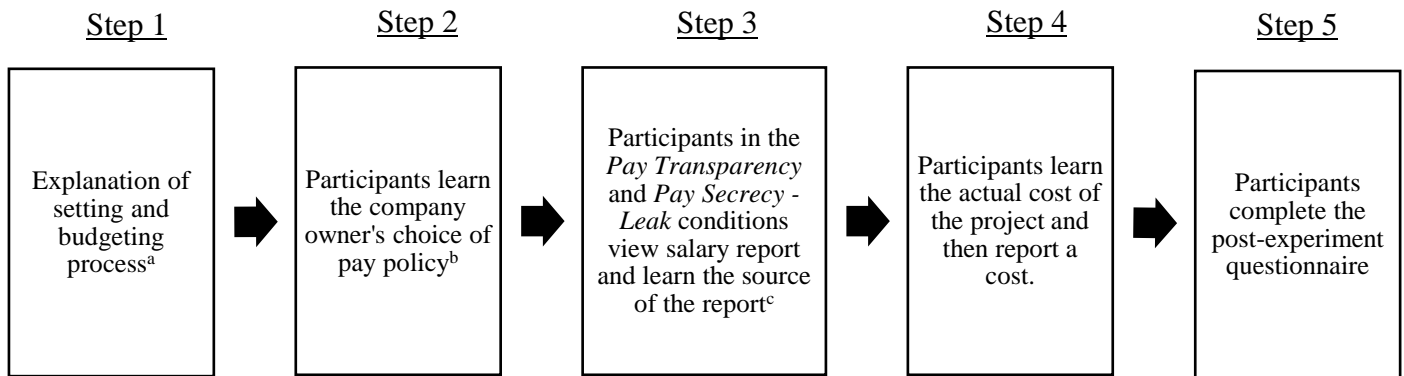 Step 1
Step 2
Step 3
Step 4
Step 5
Explanation of
setting and
budgeting
processᵃ
Participants learn
the company
owner's choice of
pay policyᵇ
Participants in the
Pay Transparency
and Pay Secrecy -
Leak conditions
view salary report
and learn the source
of the reportᶜ
Participants learn
the actual cost of
the project and
then report a
cost.
Participants
complete the
post-experiment
questionnaire